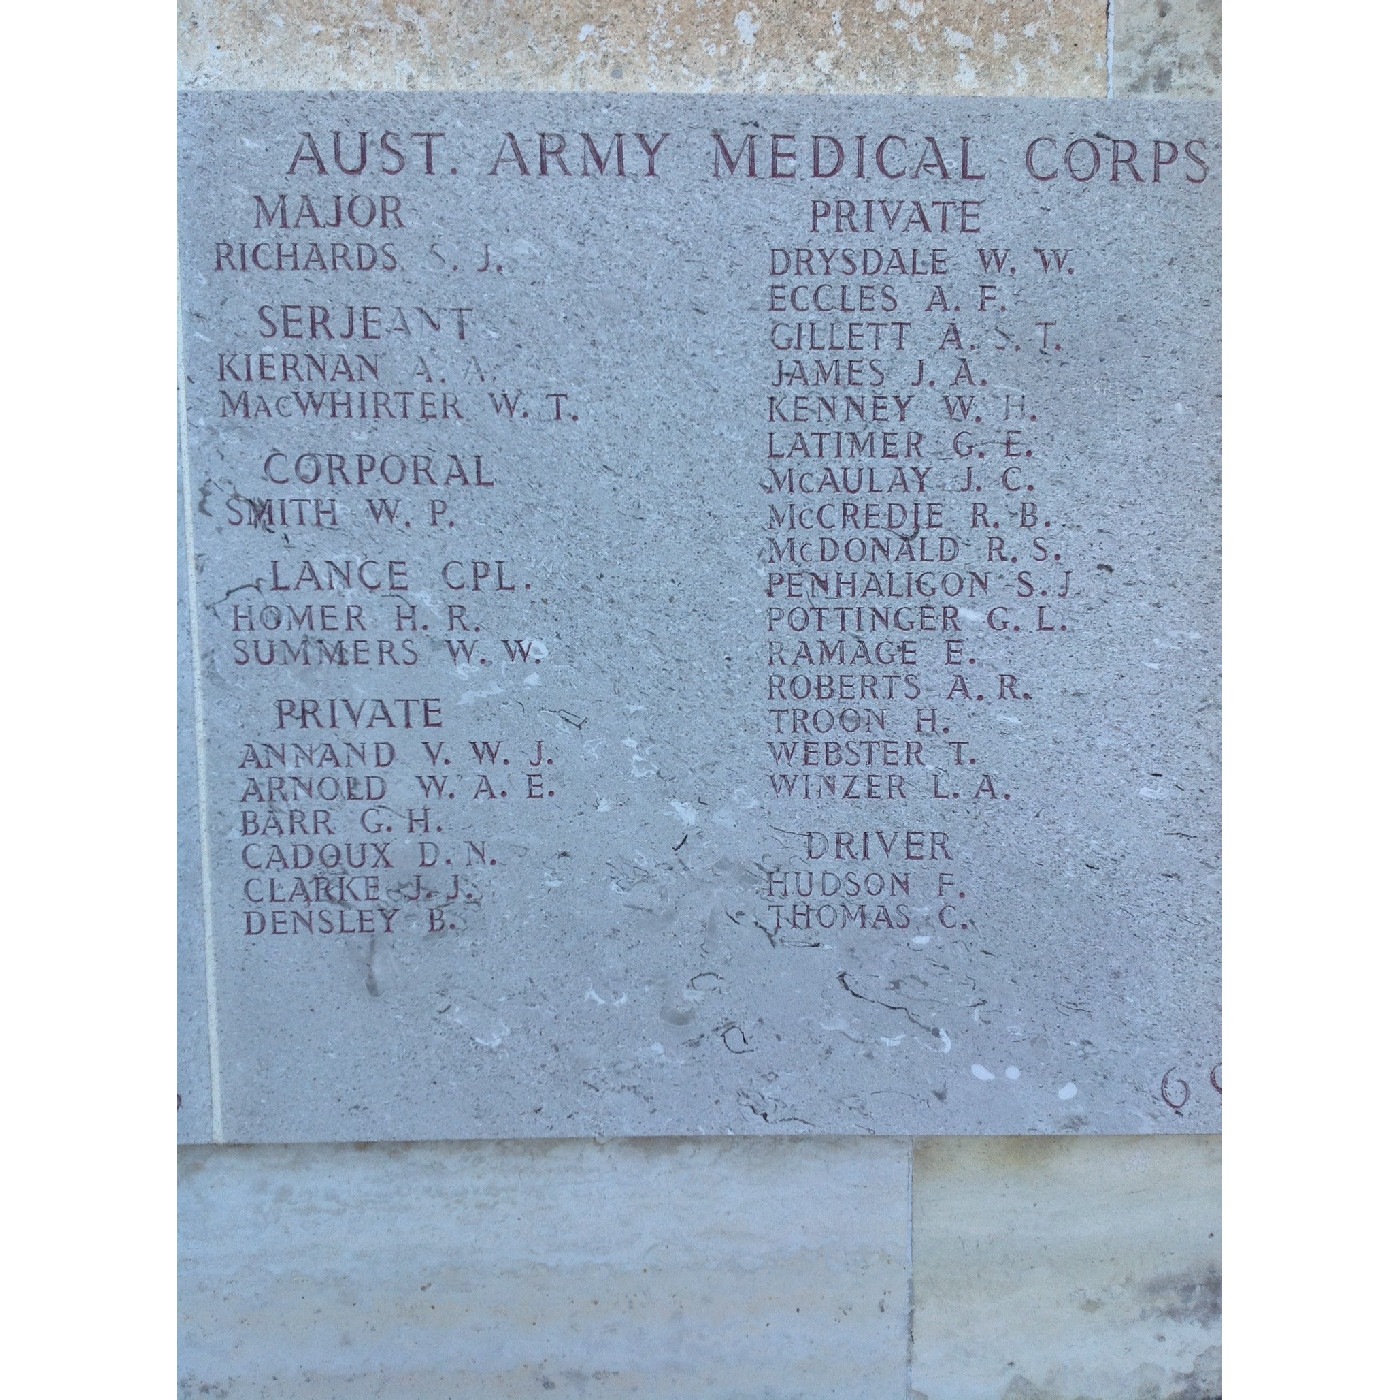 AUST. ARMY MEDICAL CORPS
MAJOR
RICHARDS S. J.
SERJEANT
KIERNAN A. A.
MACWHIRTER W. T.
CORPORAL
SMITH W. P.
LANCE CPL.
HOMER H. R.
SUMMERS W. W.
PRIVATE
ANNAND V. W. J.
ARNOLD W. A. E.
BARR G. H.
CADOUX D. N.
CLARKE J. J.
DENSLEY B.
PRIVATE
DRYSDALE W. W.
ECCLES A. F.
GILLETT A. S. T.
JAMES J. A.
KENNEY W. H.
LATIMER G. E.
MCAULAY J. C.
MCCREDIE R. B.
MCDONALD R. S.
PENHALIGON S. J.
POTTINGER G. L.
RAMAGE E.
ROBERTS A. R.
TROON H.
WEBSTER T.
WINZER L. A.
DRIVER
HUDSON F.
THOMAS C.